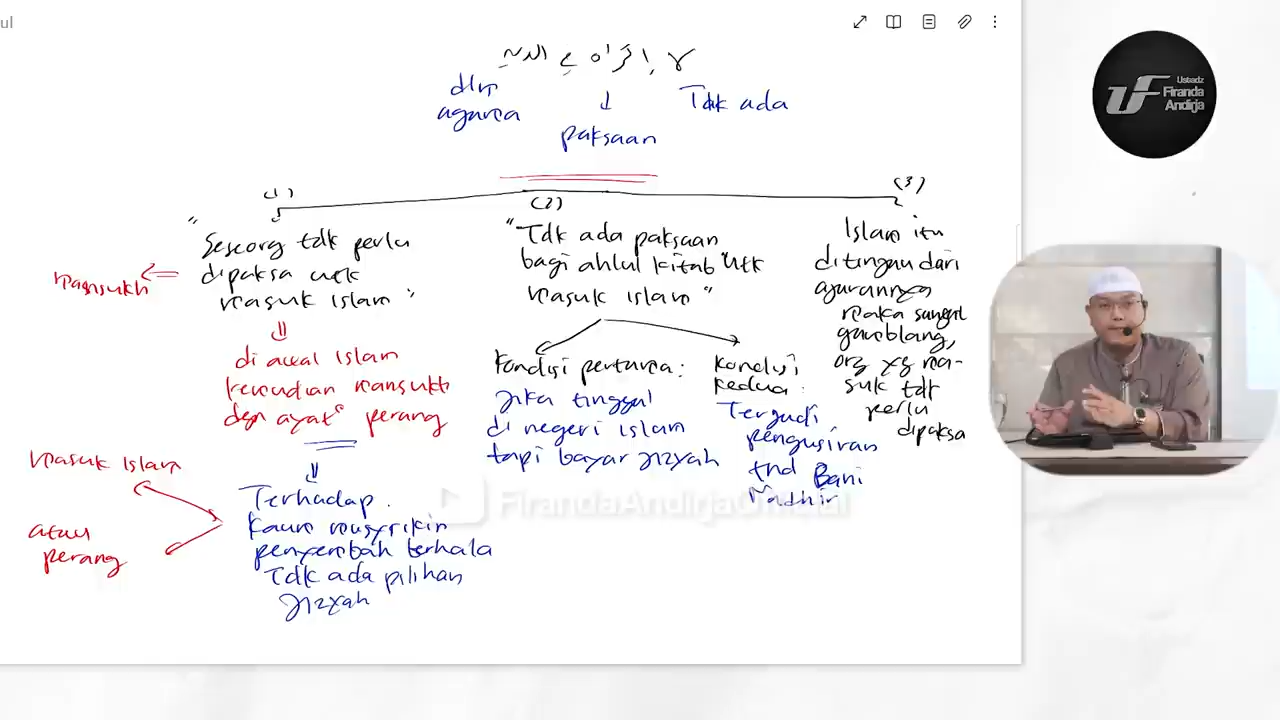 ul
Ustadz
Firanda
Andirja
لا إكراه في الدين
dlm
agama
paksaan
Tdk ada
(1)
"Seseorg tdk perlu
dipaksa utk
masuk islam"
mansukh
di awal islam
kemudian mansukh
dgn ayat² perang
Terhadap
kaum musyrikin
penyembah berhala
Tdk ada pilihan
Jizyah
masuk islam
atau
perang
(2)
"Tdk ada paksaan
bagi ahlul kitab utk
masuk islam"
Kondisi pertama:
Jika tinggal
di negeri islam
tapi bayar Jizyah
Kondisi
kedua:
Terjadi
pengusiran
thd Bani
Nadhir
(3)
Islam itu
ditinjau dari
ajarannya
maka sangat
gamblang,
org yg ma-
suk tdk
perlu
dipaksa
FirandaAndirjaOfficial